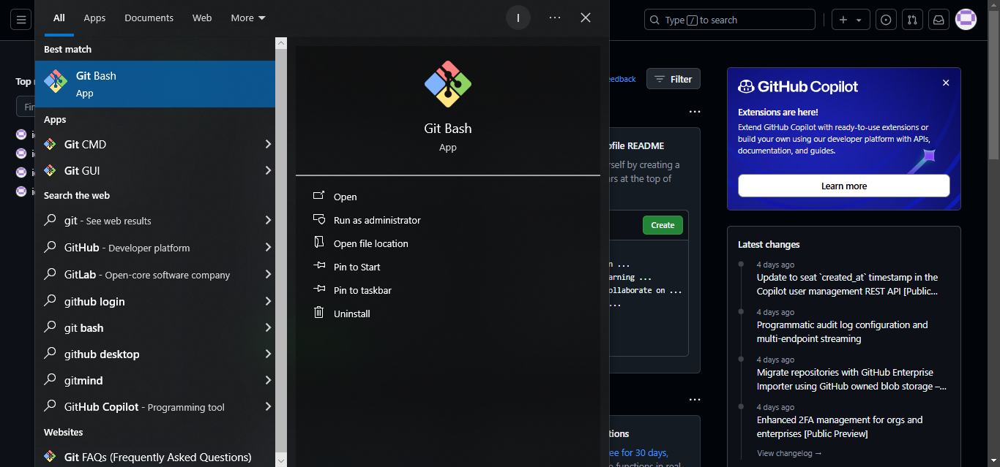 All Apps Documents Web More
I
Type / to search
Best match
Git Bash
App
Apps
Git CMD
Git GUI
Search the web
git - See web results
GitHub - Developer platform
GitLab - Open-core software company
github login
git bash
github desktop
gitmind
GitHub Copilot - Programming tool
Websites
Git FAQs (Frequently Asked Questions)
Git Bash
App
Open
Run as administrator
Open file location
Pin to Start
Pin to taskbar
Uninstall
Top
Filter
README
by creating a
at the top of
Create
...
...
on ...
...
ee for 30 days,
functions in real
GitHub Copilot
Extensions are here!
Extend GitHub Copilot with ready-to-use extensions or
build your own using our developer platform with APIs,
documentation, and guides.
Learn more
Latest changes
4 days ago
Update to seat `created_at` timestamp in the
Copilot user management REST API [Public...
4 days ago
Programmatic audit log configuration and
multi-endpoint streaming
4 days ago
Migrate repositories with GitHub Enterprise
Importer using GitHub owned blob storage –...
4 days ago
Enhanced 2FA management for orgs and
enterprises [Public Preview]
View changelog →